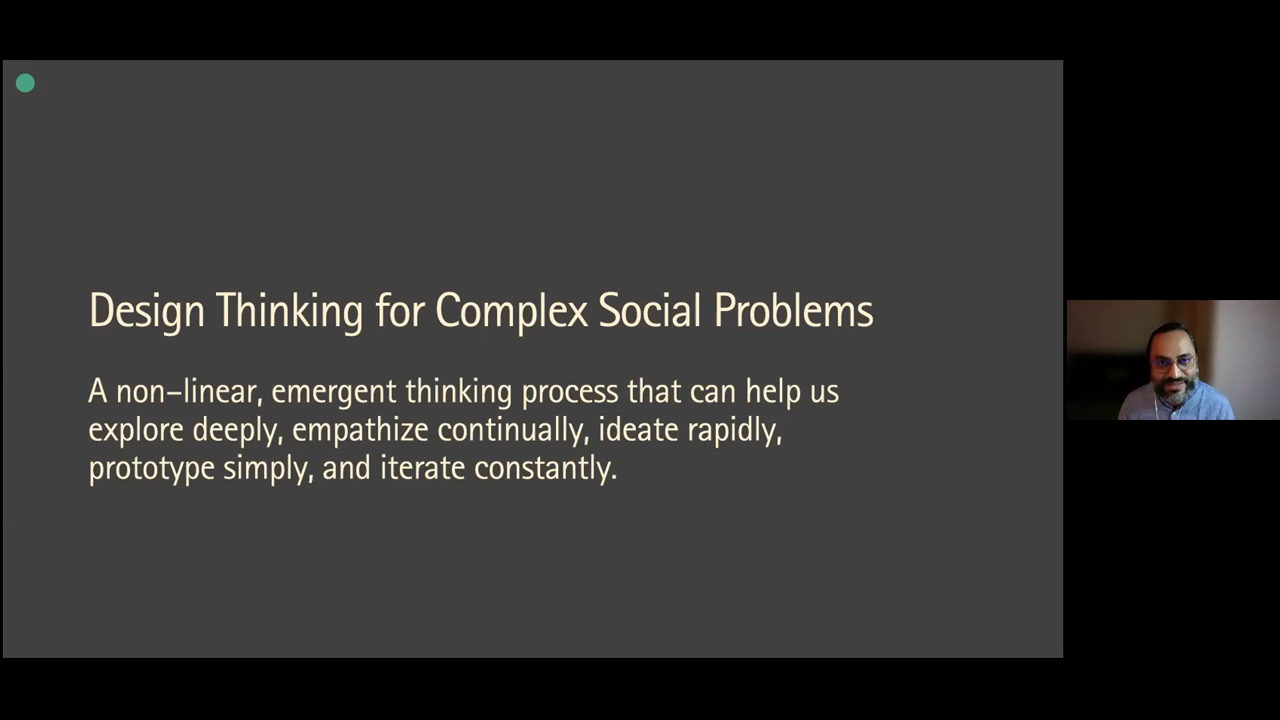 Design Thinking for Complex Social Problems
A non–linear, emergent thinking process that can help us
explore deeply, empathize continually, ideate rapidly,
prototype simply, and iterate constantly.